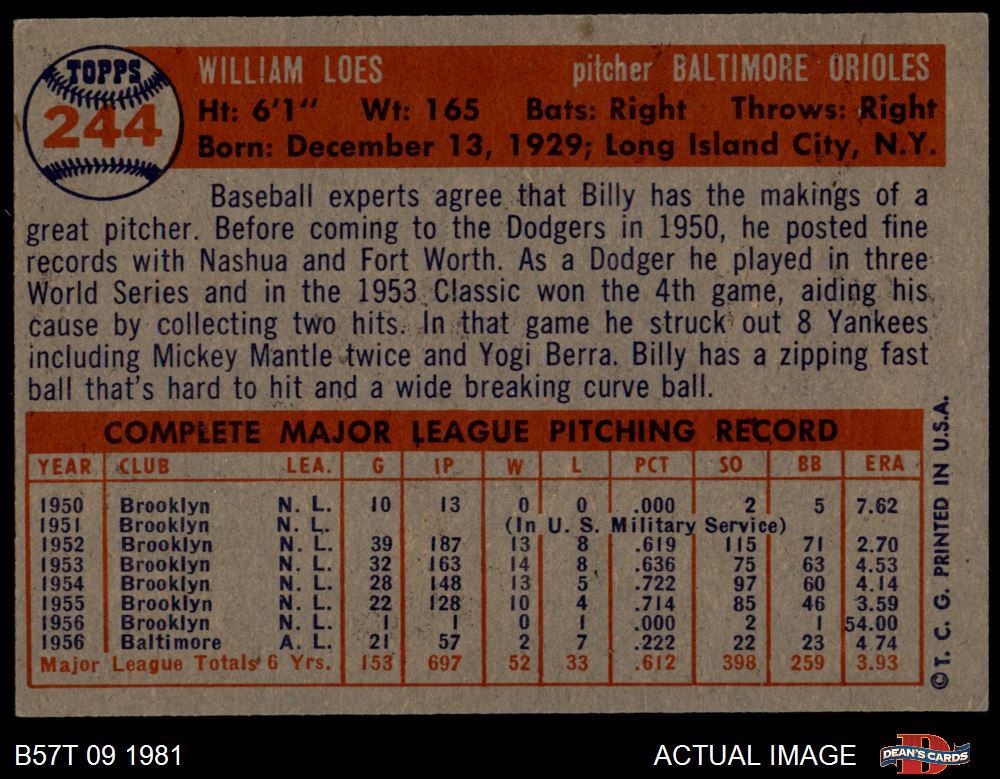 TOPPS
244
WILLIAM LOES pitcher BALTIMORE ORIOLES
Ht: 6'1" Wt: 165 Bats: Right Throws: Right
Born: December 13, 1929; Long Island City, N.Y.
Baseball experts agree that Billy has the makings of a
great pitcher. Before coming to the Dodgers in 1950, he posted fine
records with Nashua and Fort Worth. As a Dodger he played in three
World Series and in the 1953 Classic won the 4th game, aiding his
cause by collecting two hits. In that game he struck out 8 Yankees
including Mickey Mantle twice and Yogi Berra. Billy has a zipping fast
ball that's hard to hit and a wide breaking curve ball.
COMPLETE MAJOR LEAGUE PITCHING RECORD
YEAR CLUB LEA. G IP W L PCT SO BB ERA
1950 Brooklyn N. L. 10 13 0 0 .000 2 5 7.62
1951 Brooklyn N. L. (In U. S. Military Service)
1952 Brooklyn N. L. 39 187 13 8 .619 115 71 2.70
1953 Brooklyn N. L. 32 163 14 8 .636 75 63 4.53
1954 Brooklyn N. L. 28 148 13 5 .722 97 60 4.14
1955 Brooklyn N. L. 22 128 10 4 .714 85 46 3.59
1956 Brooklyn N. L. 1 1 0 1 .000 2 1 54.00
1956 Baltimore A. L. 21 57 2 7 .222 22 23 4.74
Major League Totals 6 Yrs. 153 697 52 33 .612 398 259 3.93
©T. C. G. PRINTED IN U.S.A.
B57T 09 1981 ACTUAL IMAGE DEAN'S CARDS